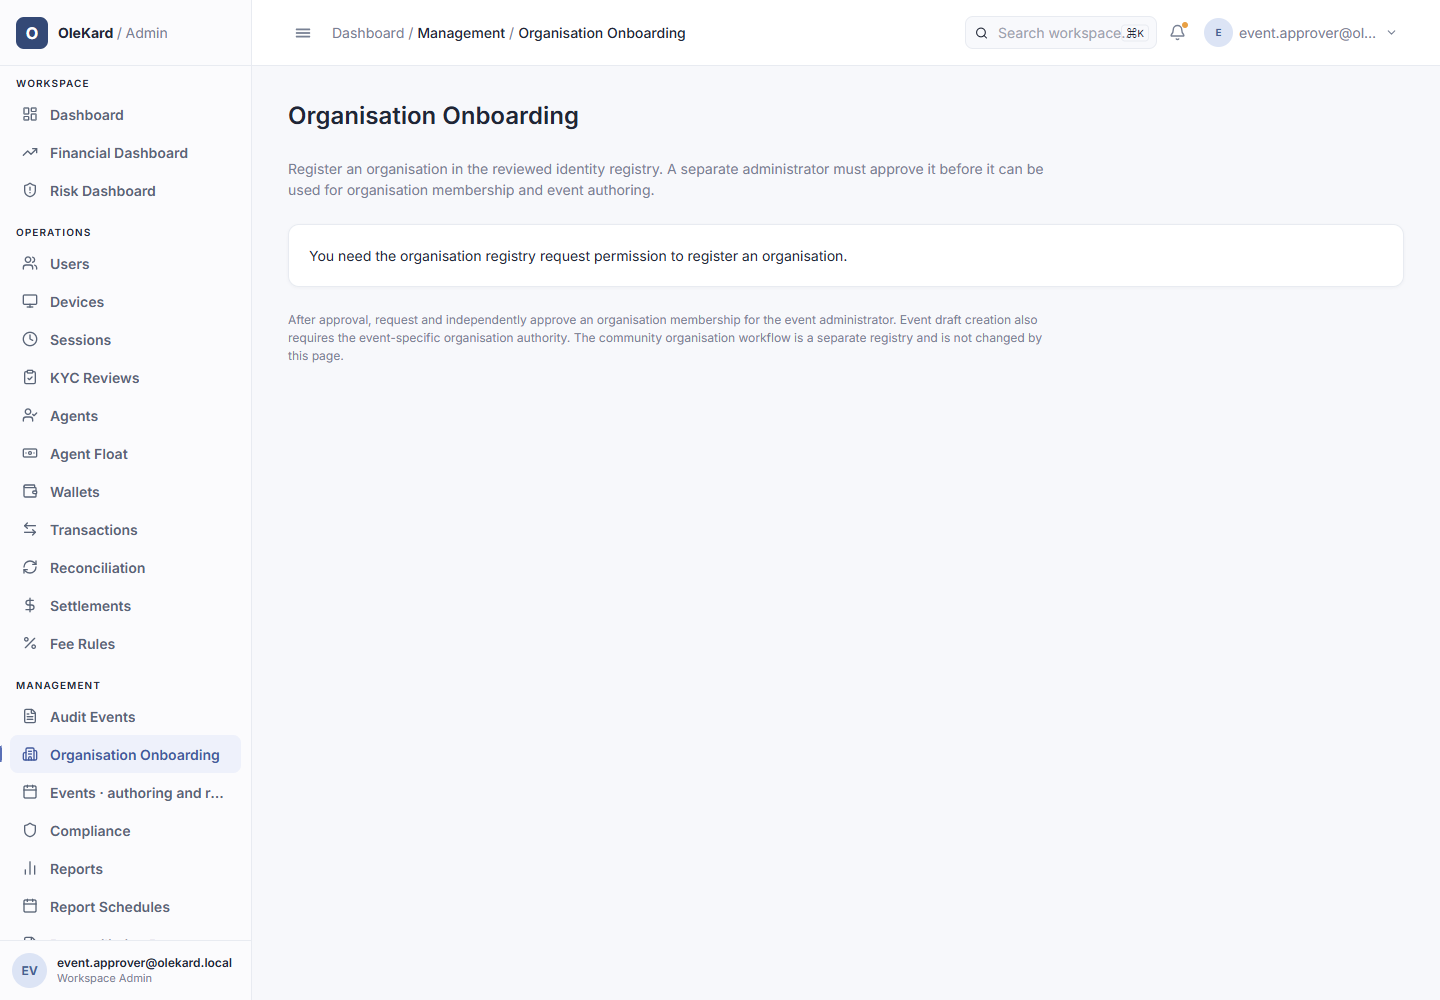 O OleKard / Admin
Dashboard / Management / Organisation Onboarding
Search workspace. ⌘K
E event.approver@ol...
WORKSPACE
Dashboard
Financial Dashboard
Risk Dashboard
OPERATIONS
Users
Devices
Sessions
KYC Reviews
Agents
Agent Float
Wallets
Transactions
Reconciliation
Settlements
Fee Rules
MANAGEMENT
Audit Events
Organisation Onboarding
Events · authoring and r...
Compliance
Reports
Report Schedules
EV event.approver@olekard.local
Workspace Admin
Organisation Onboarding
Register an organisation in the reviewed identity registry. A separate administrator must approve it before it can be
used for organisation membership and event authoring.
You need the organisation registry request permission to register an organisation.
After approval, request and independently approve an organisation membership for the event administrator. Event draft creation also
requires the event-specific organisation authority. The community organisation workflow is a separate registry and is not changed by
this page.